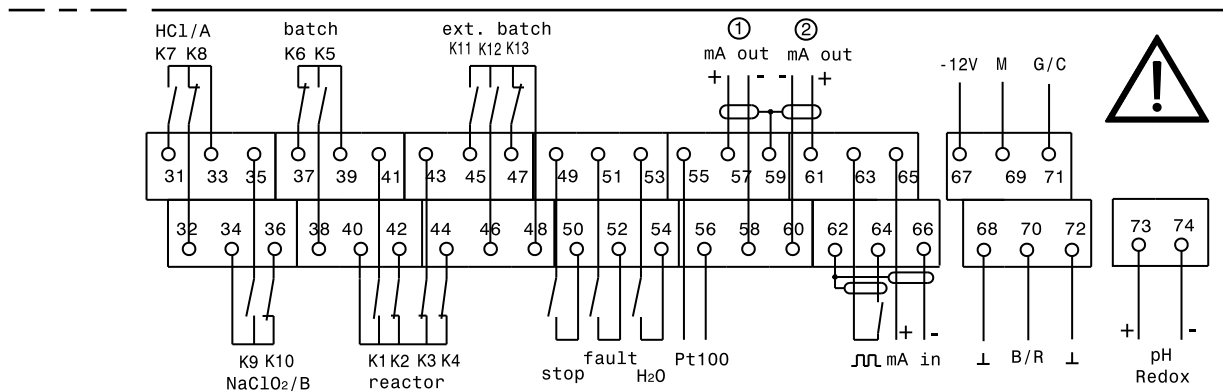 HCl/A batch ext. batch ① ②
K7 K8 K6 K5 K11 K12 K13 mA out mA out
+ - - + -12V M G/C
31 33 35 37 39 41 43 45 47 49 51 53 55 57 59 61 63 65 67 69 71
32 34 36 38 40 42 44 46 48 50 52 54 56 58 60 62 64 66 68 70 72 73 74
K9 K10 K1 K2 K3 K4 stop fault H₂O Pt100 mA in + - B/R + -
NaClO₂/B reactor pH
Redox